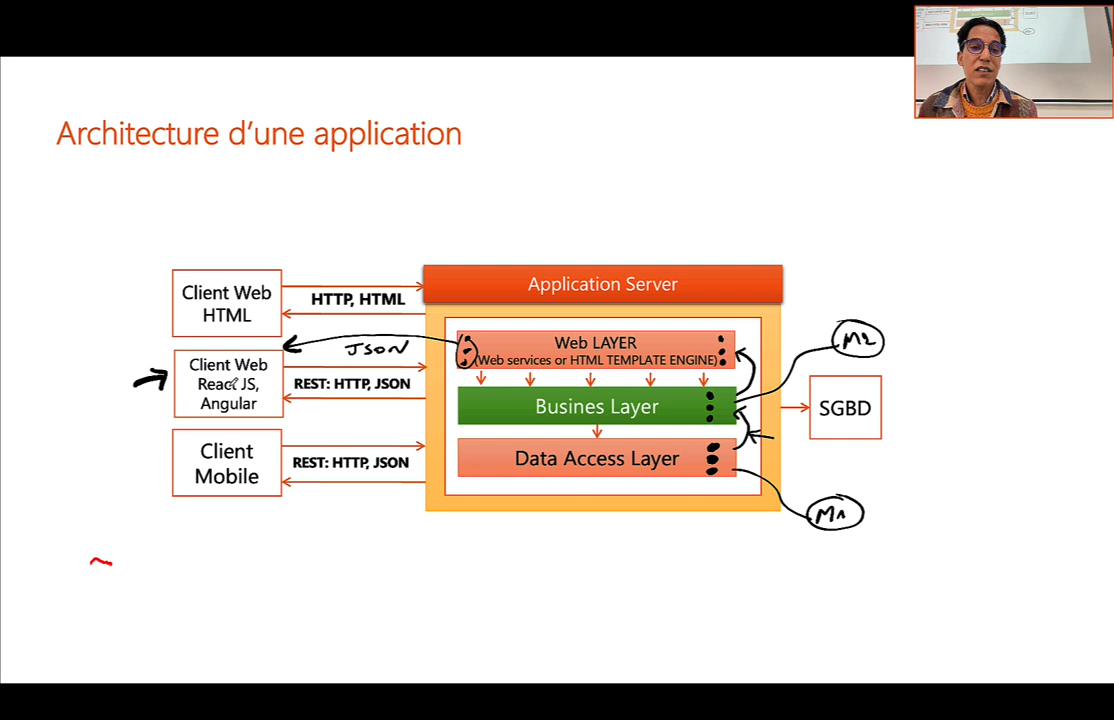 Architecture d'une application
Client Web
HTML
HTTP, HTML
Application Server
Client Web
React JS,
Angular
JSON
REST: HTTP, JSON
Web LAYER
(Web services or HTML TEMPLATE ENGINE)
Busines Layer
M2
SGBD
Client
Mobile
REST: HTTP, JSON
Data Access Layer
M1